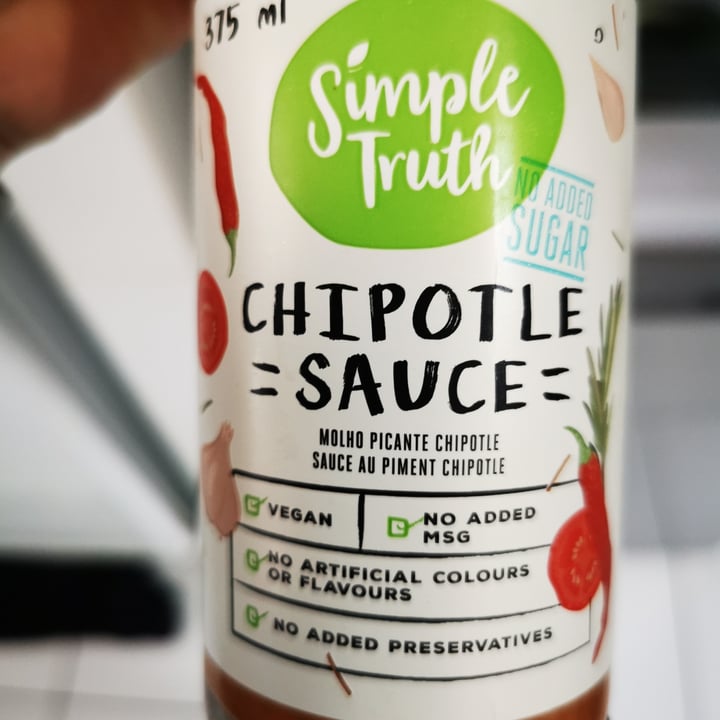 375 ml
Simple
Truth
NO ADDED
SUGAR
CHIPOTLE
=SAUCE=
MOLHO PICANTE CHIPOTLE
SAUCE AU PIMENT CHIPOTLE
VEGAN
NO ADDED
MSG
NO ARTIFICIAL COLOURS
OR FLAVOURS
NO ADDED PRESERVATIVES